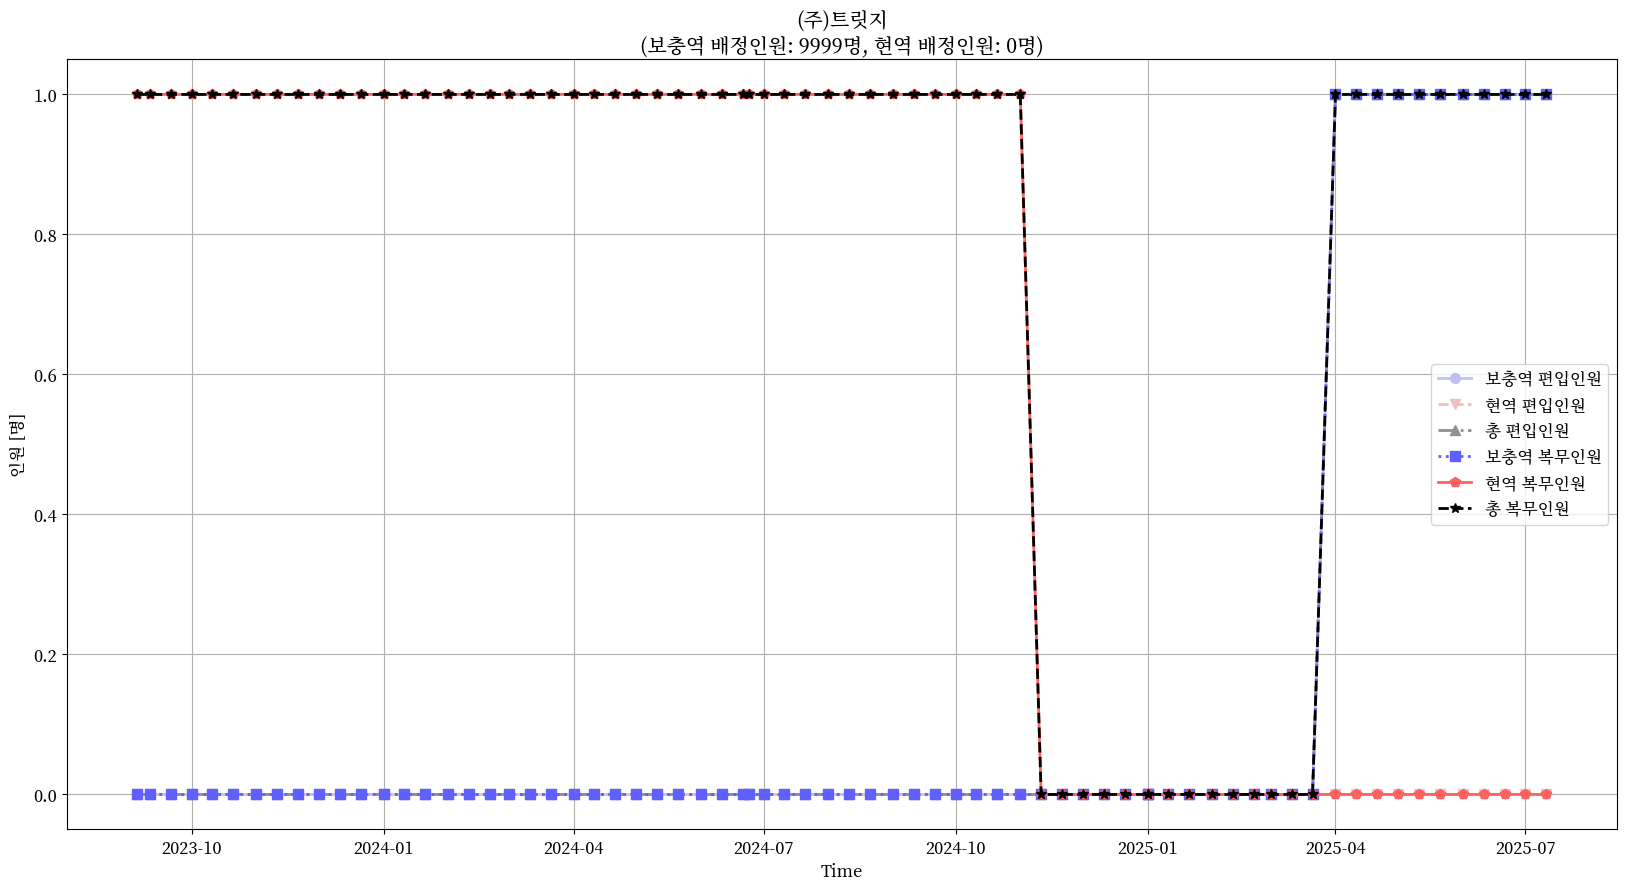 (주)트릿지
(보충역 배정인원: 9999명, 현역 배정인원: 0명)
1.0
0.8
0.6
0.4
0.2
0.0
인원 [명]
보충역 편입인원
현역 편입인원
총 편입인원
보충역 복무인원
현역 복무인원
총 복무인원
2023-10
2024-01
2024-04
2024-07
2024-10
2025-01
2025-04
2025-07
Time